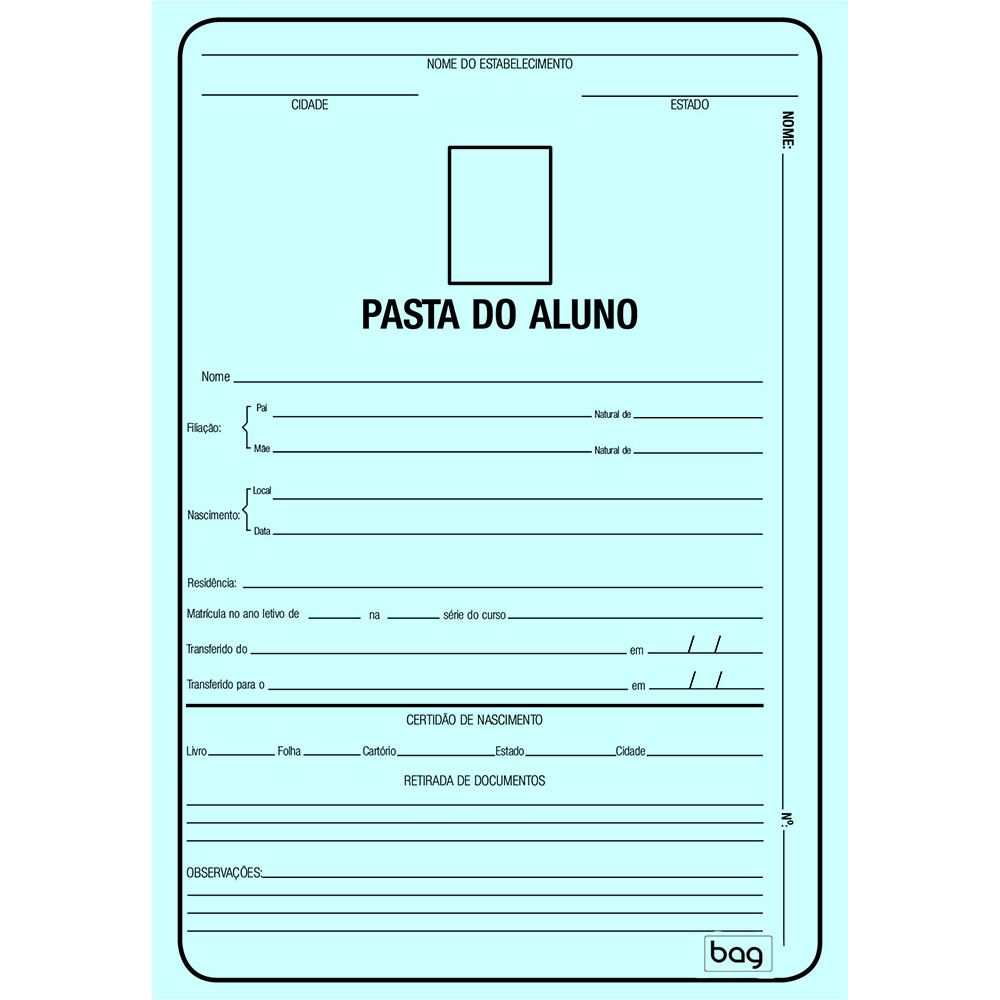 NOME DO ESTABELECIMENTO
CIDADE ESTADO
NOME:
PASTA DO ALUNO
Nome
Filiação:
Pai Natural de
Mãe Natural de
Nascimento:
Local
Data
Residência:
Matrícula no ano letivo de na série do curso
Transferido do em / /
Transferido para o em / /
CERTIDÃO DE NASCIMENTO
Livro Folha Cartório Estado Cidade
RETIRADA DE DOCUMENTOS
Nº:
OBSERVAÇÕES:
bag